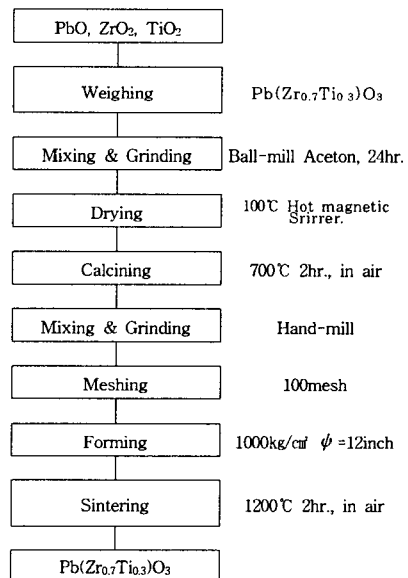 PbO, ZrO₂, TiO₂
Weighing Pb(Zr₀.₇Ti₀.₃)O₃
Mixing & Grinding Ball-mill Aceton, 24hr.
Drying 100℃ Hot magnetic
Srirrer.
Calcining 700℃ 2hr., in air
Mixing & Grinding Hand-mill
Meshing 100mesh
Forming 1000kg/㎠ ψ=12inch
Sintering 1200℃ 2hr., in air
Pb(Zr₀.₇Ti₀.₃)O₃